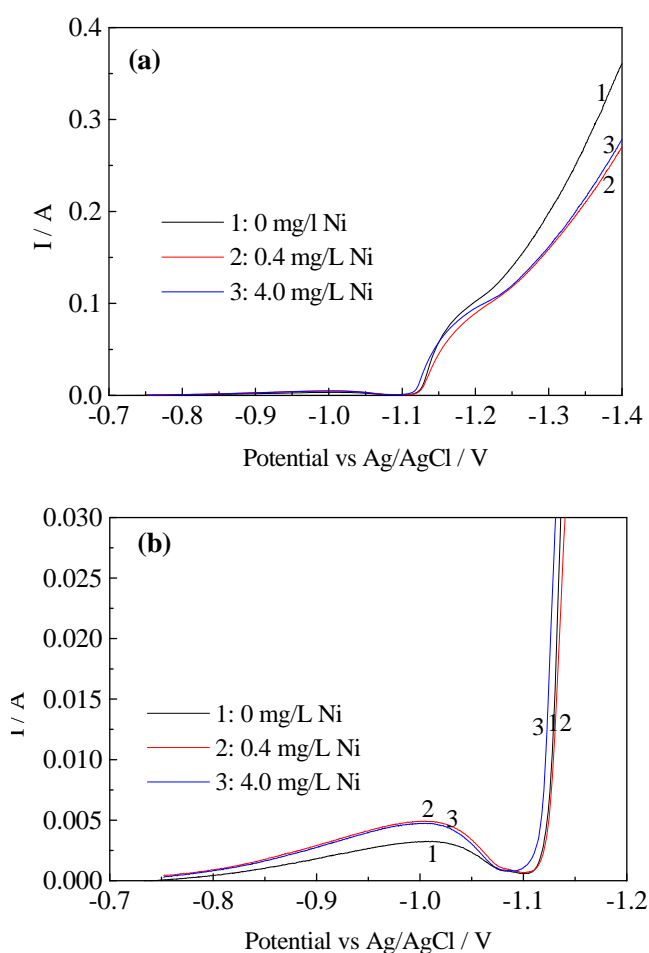 (a)
0.4
0.3
0.2
0.1
0.0
I / A
1
3
2
1: 0 mg/l Ni
2: 0.4 mg/L Ni
3: 4.0 mg/L Ni
-0.7 -0.8 -0.9 -1.0 -1.1 -1.2 -1.3 -1.4
Potential vs Ag/AgCl / V
(b)
0.030
0.025
0.020
0.015
0.010
0.005
0.000
I / A
1: 0 mg/L Ni
2: 0.4 mg/L Ni
3: 4.0 mg/L Ni
3 12
2 3
1
-0.7 -0.8 -0.9 -1.0 -1.1 -1.2
Potential vs Ag/AgCl / V